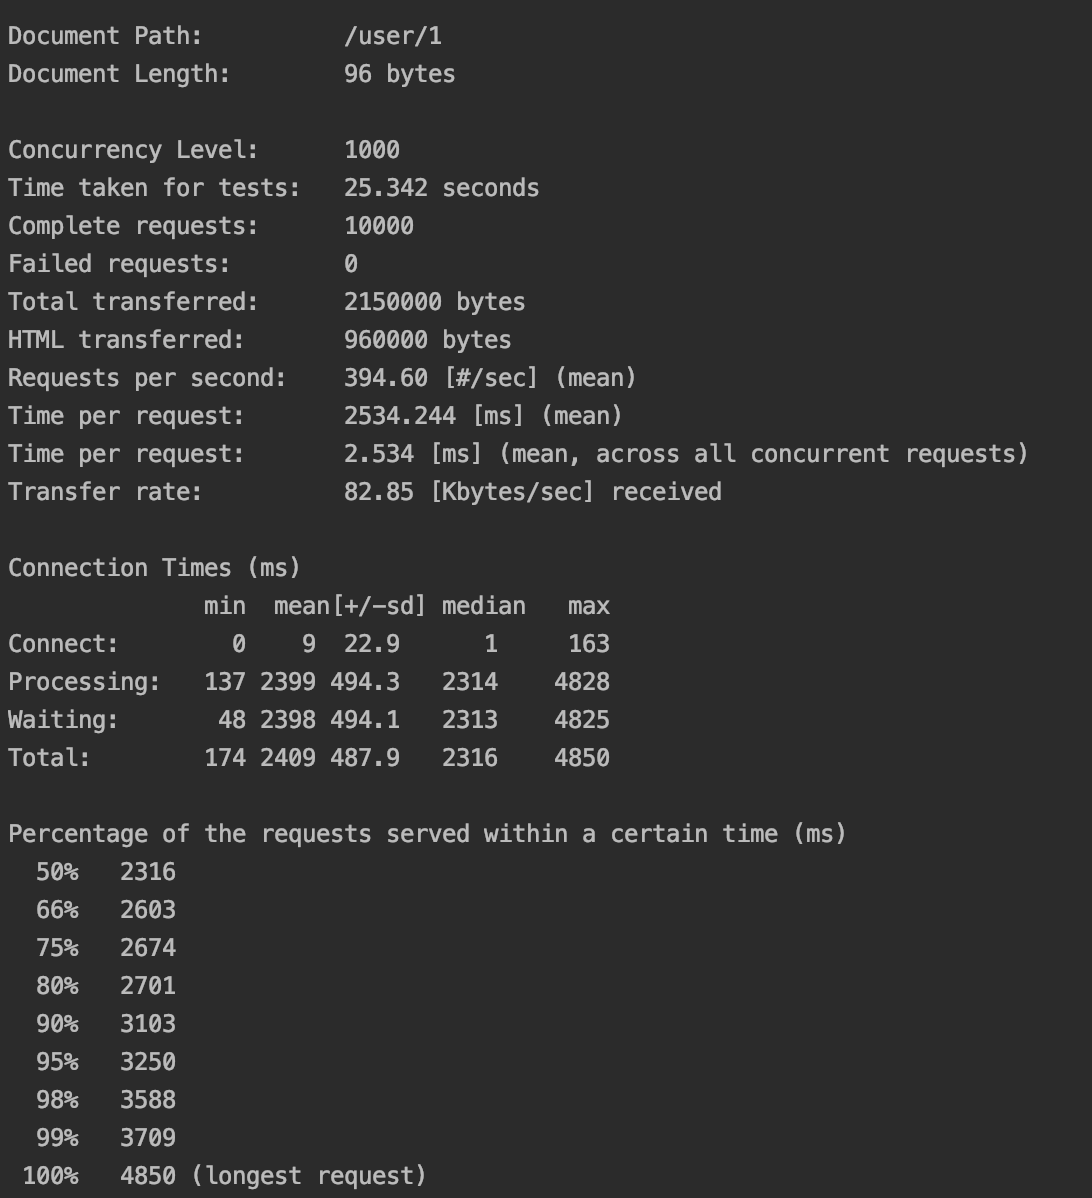 Document Path:          /user/1
Document Length:        96 bytes

Concurrency Level:      1000
Time taken for tests:   25.342 seconds
Complete requests:      10000
Failed requests:        0
Total transferred:      2150000 bytes
HTML transferred:       960000 bytes
Requests per second:    394.60 [#/sec] (mean)
Time per request:       2534.244 [ms] (mean)
Time per request:       2.534 [ms] (mean, across all concurrent requests)
Transfer rate:          82.85 [Kbytes/sec] received

Connection Times (ms)
              min  mean[+/-sd] median   max
Connect:        0    9  22.9      1     163
Processing:   137 2399 494.3   2314    4828
Waiting:       48 2398 494.1   2313    4825
Total:        174 2409 487.9   2316    4850

Percentage of the requests served within a certain time (ms)
  50%   2316
  66%   2603
  75%   2674
  80%   2701
  90%   3103
  95%   3250
  98%   3588
  99%   3709
 100%   4850 (longest request)